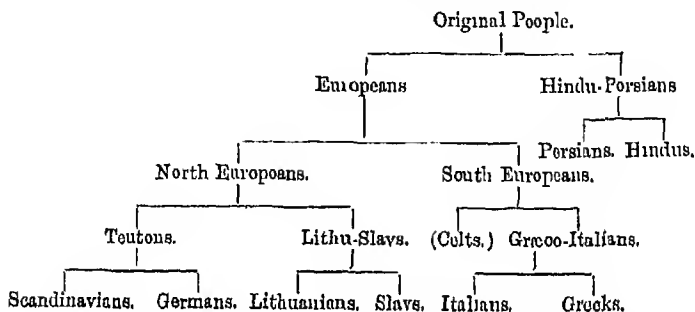 Original People.
Europeans Hindu-Persians
Persians. Hindus.
North Europeans. South Europeans.
Teutons. Lithu-Slavs. (Celts.) Græco-Italians.
Scandinavians. Germans. Lithuanians. Slavs. Italians. Greeks.